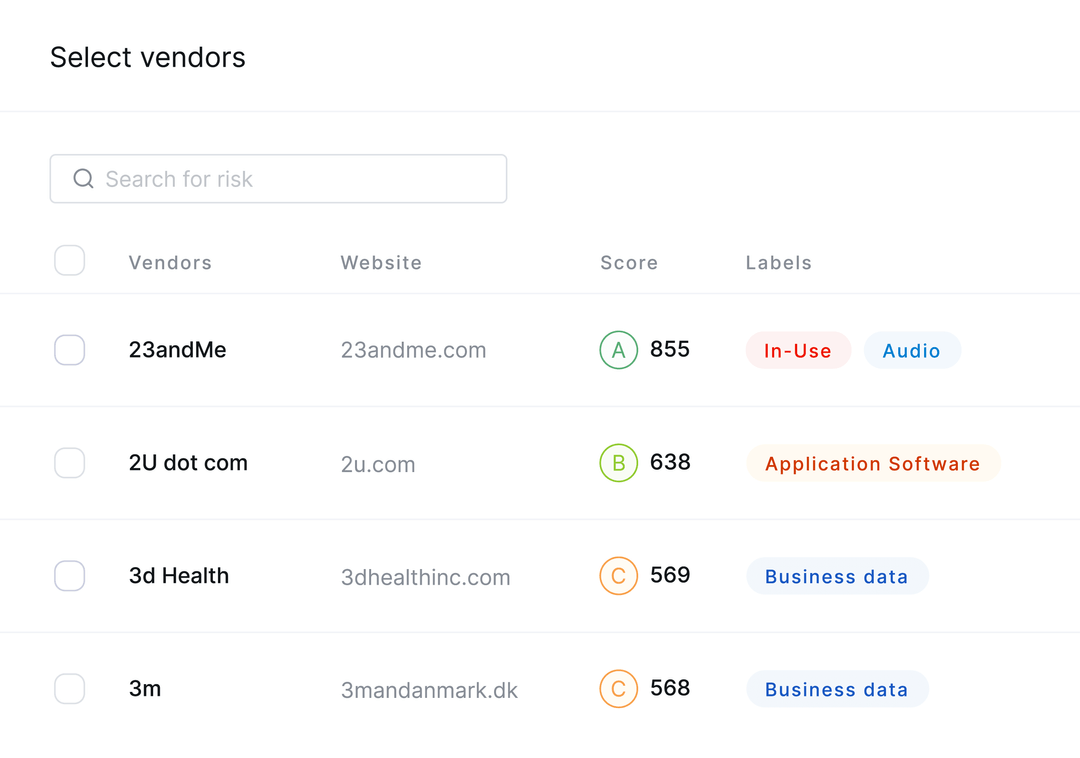 Select vendors
Search for risk
Vendors Website Score Labels
23andMe 23andme.com A 855 In-Use Audio
2U dot com 2u.com B 638 Application Software
3d Health 3dhealthinc.com C 569 Business data
3m 3mandanmark.dk C 568 Business data